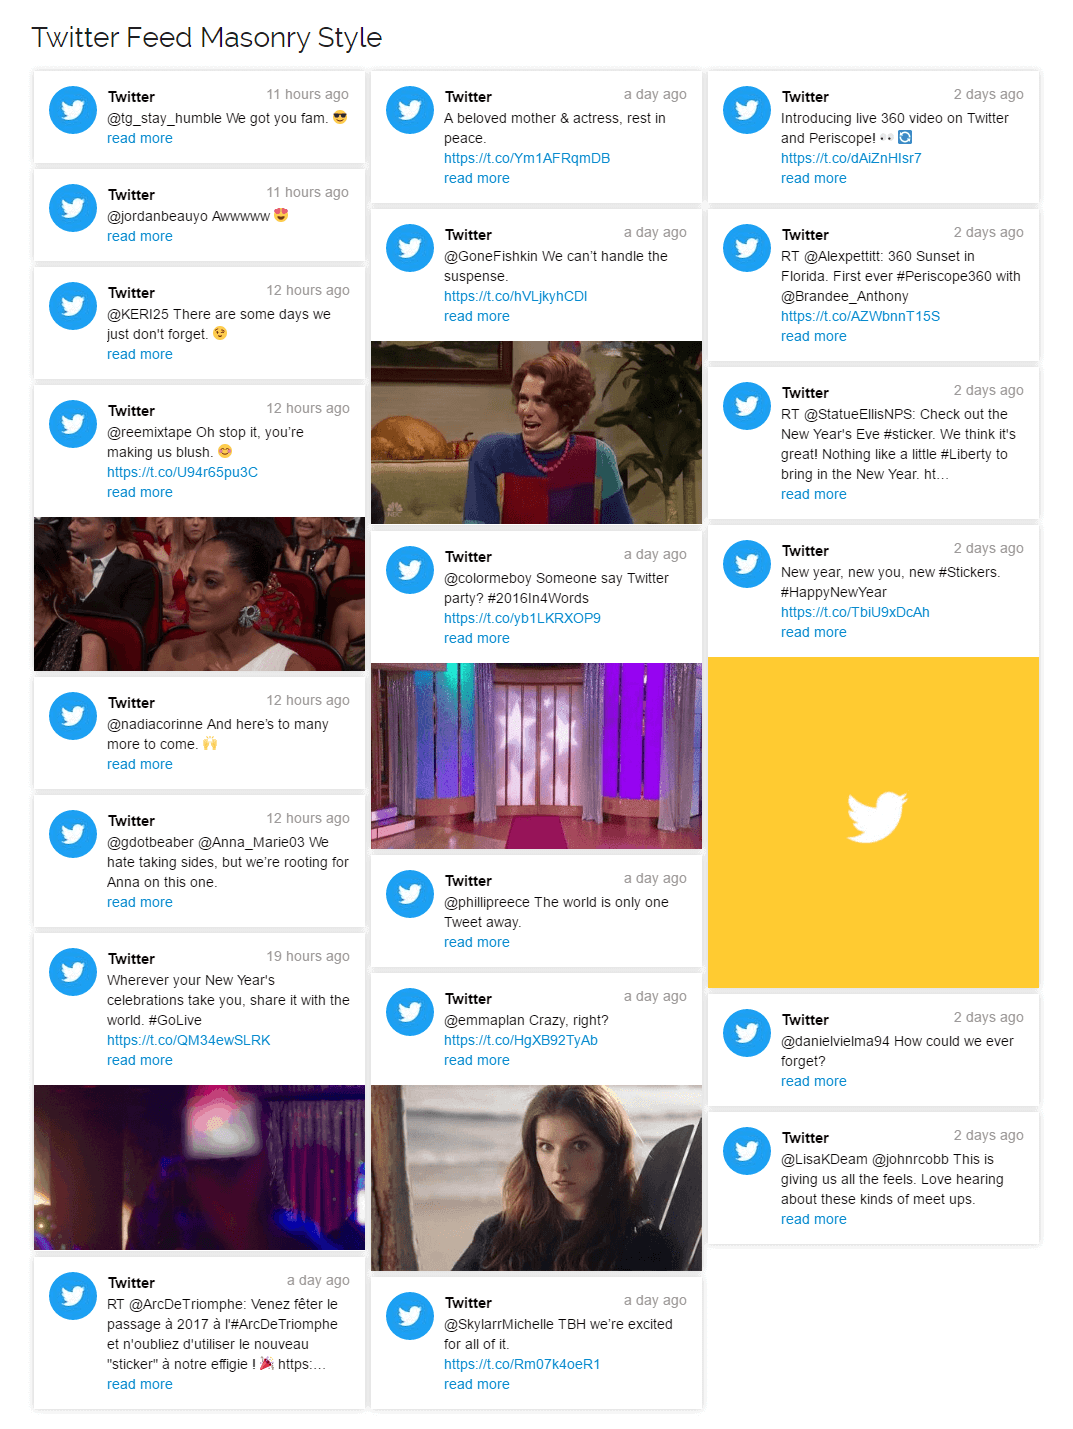 Twitter Feed Masonry Style
Twitter
11 hours ago
@tg_stay_humble We got you fam. 😎
read more
Twitter
11 hours ago
@jordanbeauyo Awwwww 😍
read more
Twitter
12 hours ago
@KERI25 There are some days we
just don't forget. 😉
read more
Twitter
12 hours ago
@reemixtape Oh stop it, you're
making us blush. 😊
https://t.co/U94r65pu3C
read more
Twitter
12 hours ago
@nadiacorinne And here's to many
more to come. 🙌
read more
Twitter
12 hours ago
@gdotbeaber @Anna_Marie03 We
hate taking sides, but we're rooting for
Anna on this one.
read more
Twitter
19 hours ago
Wherever your New Year's
celebrations take you, share it with the
world. #GoLive
https://t.co/QM34ewSLRK
read more
Twitter
a day ago
RT @ArcDeTriomphe: Venez fêter le
passage à 2017 à l'#ArcDeTriomphe
et n'oubliez d'utiliser le nouveau
"sticker" à notre effigie ! 🎉 https:…
read more
Twitter
a day ago
A beloved mother & actress, rest in
peace.
https://t.co/Ym1AFRqmDB
read more
Twitter
a day ago
@GoneFishkin We can't handle the
suspense.
https://t.co/hVLjkyhCDI
read more
NBC
Twitter
a day ago
@colormeboy Someone say Twitter
party? #2016In4Words
https://t.co/yb1LKRXOP9
read more
Twitter
a day ago
@phillipreece The world is only one
Tweet away.
read more
Twitter
a day ago
@emmaplan Crazy, right?
https://t.co/HgXB92TyAb
read more
Twitter
a day ago
@SkylarrMichelle TBH we're excited
for all of it.
https://t.co/Rm07k4oeR1
read more
Twitter
2 days ago
Introducing live 360 video on Twitter
and Periscope! 👀 🔄
https://t.co/dAiZnHIsr7
read more
Twitter
2 days ago
RT @Alexpettitt: 360 Sunset in
Florida. First ever #Periscope360 with
@Brandee_Anthony
https://t.co/AZWbnnT15S
read more
Twitter
2 days ago
RT @StatueEllisNPS: Check out the
New Year's Eve #sticker. We think it's
great! Nothing like a little #Liberty to
bring in the New Year. ht…
read more
Twitter
2 days ago
New year, new you, new #Stickers.
#HappyNewYear
https://t.co/TbiU9xDcAh
read more
Twitter
2 days ago
@danielvielma94 How could we ever
forget?
read more
Twitter
2 days ago
@LisaKDeam @johnrcobb This is
giving us all the feels. Love hearing
about these kinds of meet ups.
read more